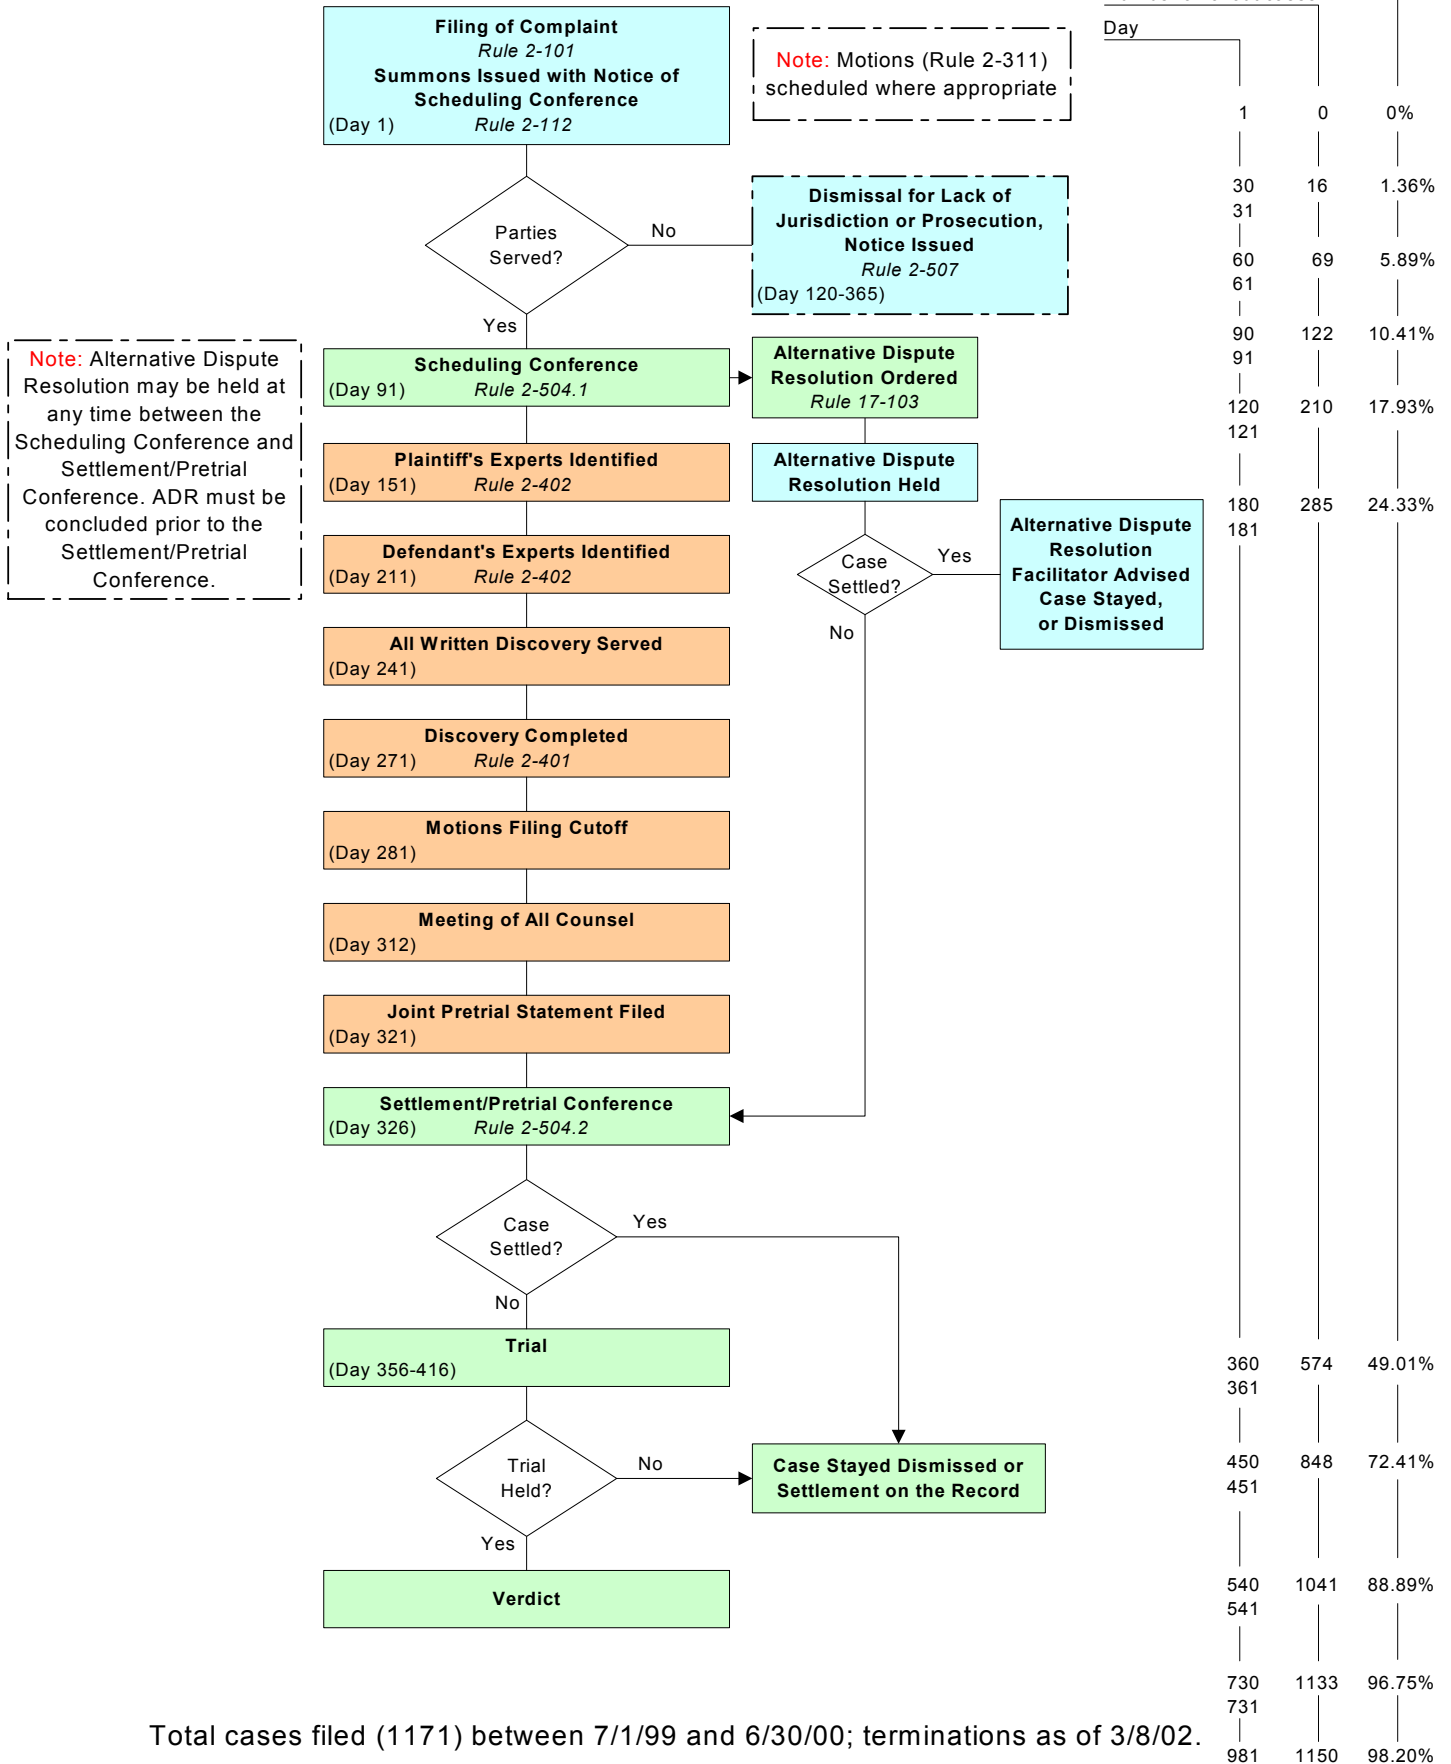 Day
Filing of Complaint
Rule 2-101
Summons Issued with Notice of
Scheduling Conference
(Day 1) Rule 2-112
Note: Motions (Rule 2-311)
scheduled where appropriate
1 0 0%
Parties
Served?
No
Yes
Dismissal for Lack of
Jurisdiction or Prosecution,
Notice Issued
Rule 2-507
(Day 120-365)
30 16 1.36%
31
60 69 5.89%
61
Note: Alternative Dispute
Resolution may be held at
any time between the
Scheduling Conference and
Settlement/Pretrial
Conference. ADR must be
concluded prior to the
Settlement/Pretrial
Conference.
Scheduling Conference
(Day 91) Rule 2-504.1
Alternative Dispute
Resolution Ordered
Rule 17-103
90 122 10.41%
91
120 210 17.93%
121
Plaintiff's Experts Identified
(Day 151) Rule 2-402
Alternative Dispute
Resolution Held
180 285 24.33%
181
Defendant's Experts Identified
(Day 211) Rule 2-402
Case
Settled?
Yes
No
Alternative Dispute
Resolution
Facilitator Advised
Case Stayed,
or Dismissed
All Written Discovery Served
(Day 241)
Discovery Completed
(Day 271) Rule 2-401
Motions Filing Cutoff
(Day 281)
Meeting of All Counsel
(Day 312)
Joint Pretrial Statement Filed
(Day 321)
Settlement/Pretrial Conference
(Day 326) Rule 2-504.2
Case
Settled?
Yes
No
Trial
(Day 356-416)
360 574 49.01%
361
Trial
Held?
No
Yes
Case Stayed Dismissed or
Settlement on the Record
450 848 72.41%
451
Verdict
540 1041 88.89%
541
730 1133 96.75%
731
Total cases filed (1171) between 7/1/99 and 6/30/00; terminations as of 3/8/02.
981 1150 98.20%